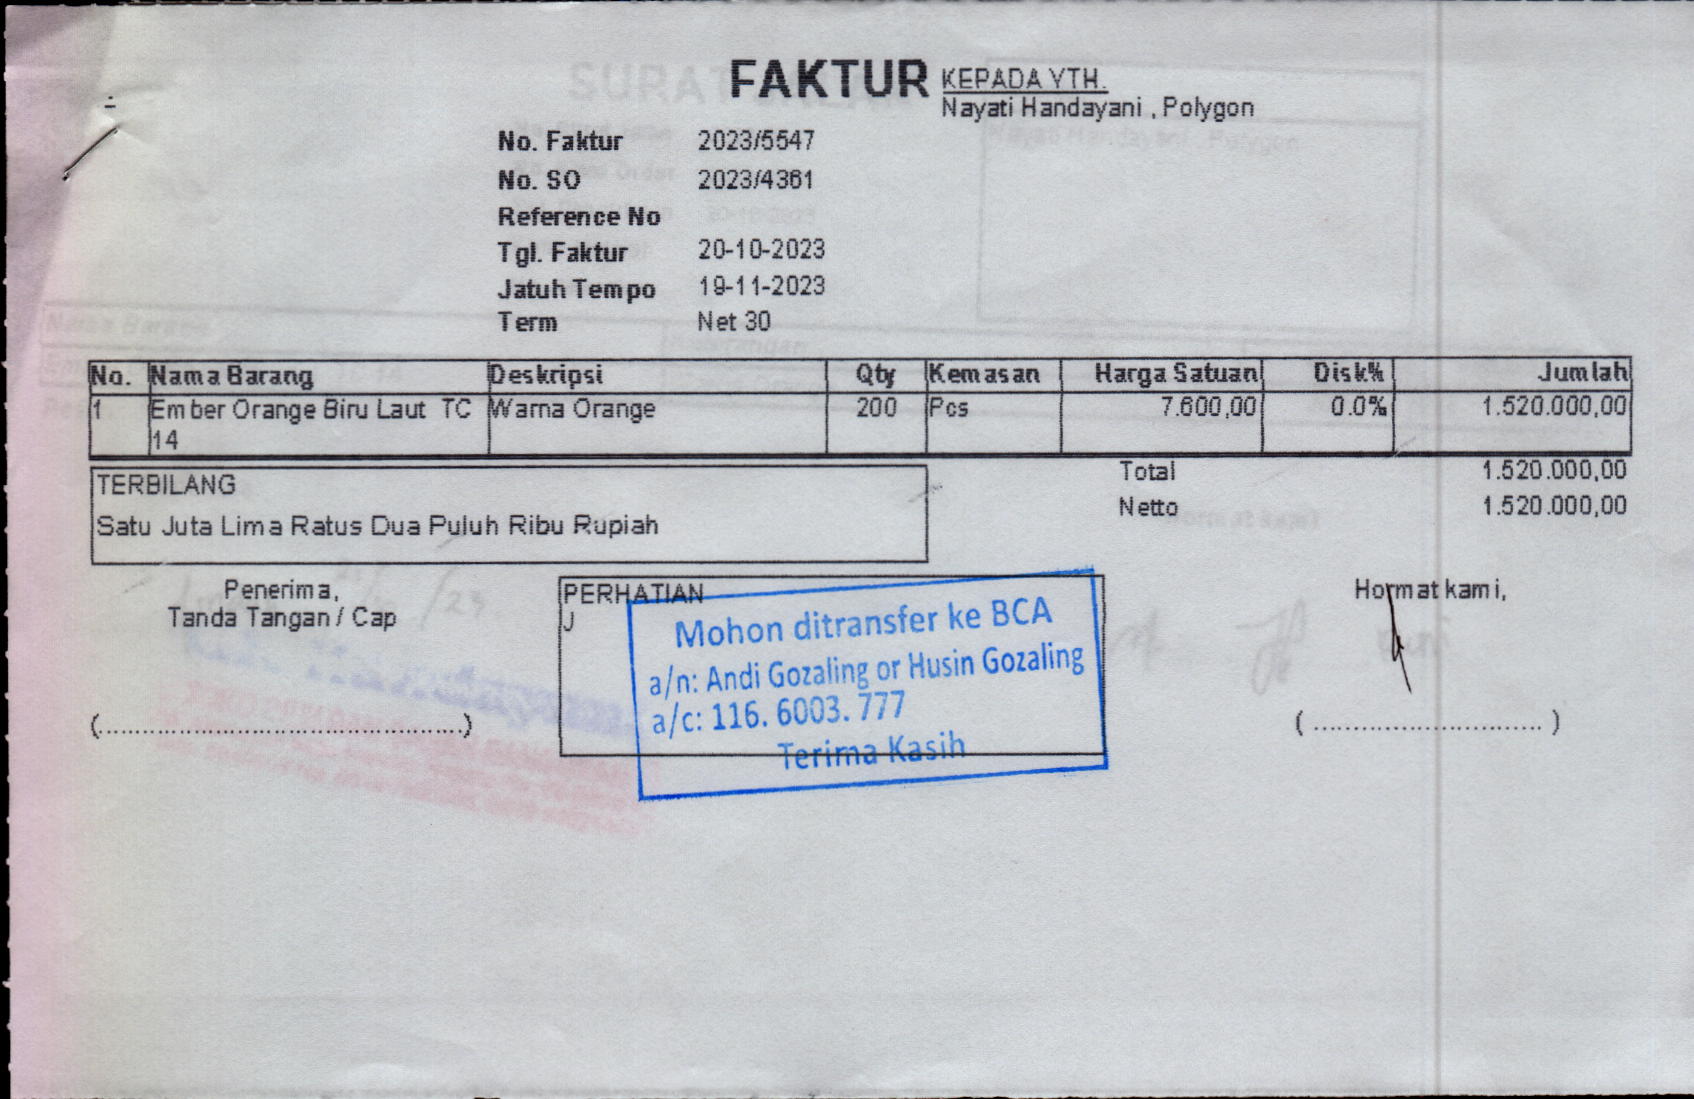 FAKTUR
KEPADA YTH.
Nayati Handayani , Polygon
No. Faktur 2023/5547
No. SO 2023/4361
Reference No
Tgl. Faktur 20-10-2023
Jatuh Tempo 19-11-2023
Term Net 30
No. Nama Barang Deskripsi Qty Kemasan Harga Satuan Disk% Jumlah
1 Ember Orange Biru Laut TC Warna Orange 200 Pcs 7.600,00 0.0% 1.520.000,00
14
Total 1.520.000,00
TERBILANG
Netto 1.520.000,00
Satu Juta Lima Ratus Dua Puluh Ribu Rupiah
Penerima,
Tanda Tangan / Cap
(............................................)
PERHATIAN
J
Mohon ditransfer ke BCA
a/n: Andi Gozaling or Husin Gozaling
a/c: 116. 6003. 777
Terima Kasih
Hormat kami,
(............................)